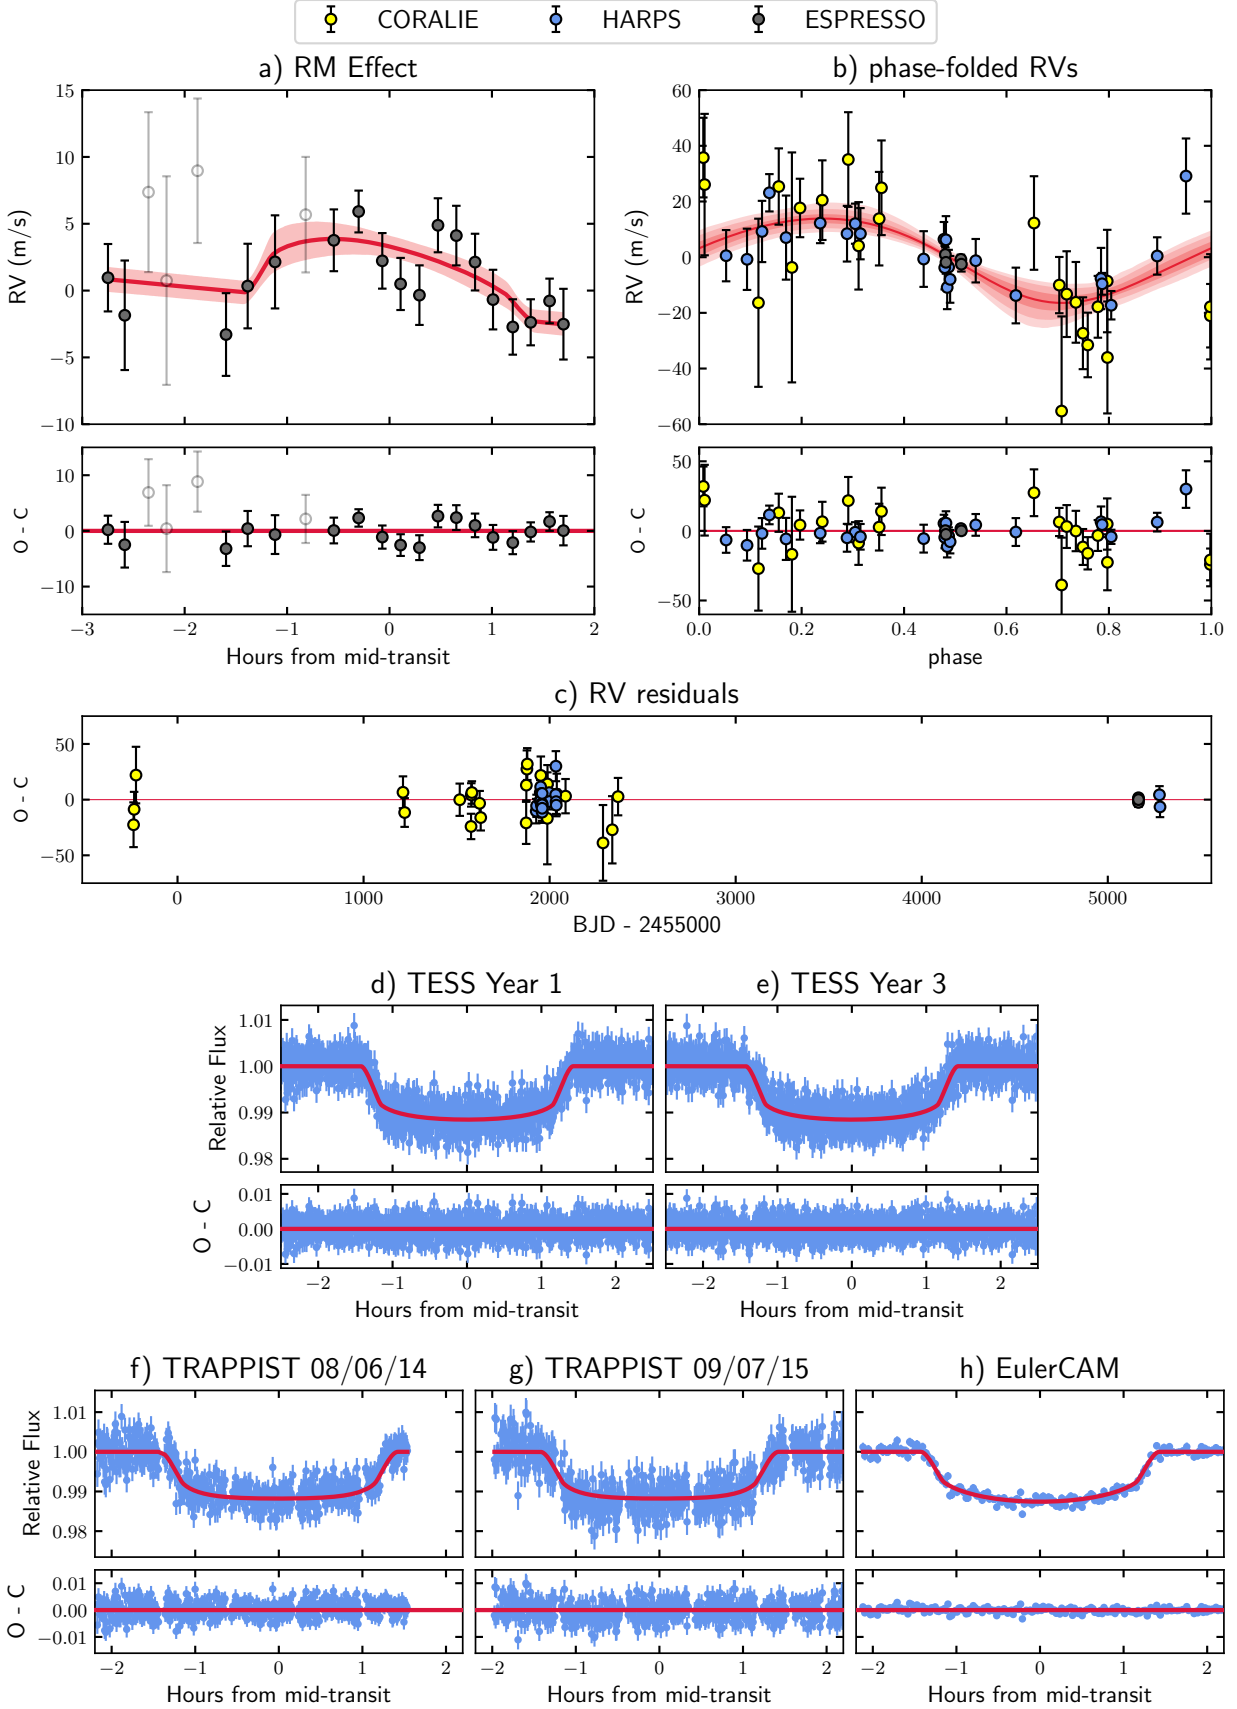 CORALIE HARPS ESPRESSO
a) RM Effect
b) phase-folded RVs
15
10
5
0
−5
−10
RV (m/s)
60
40
20
0
−20
−40
−60
RV (m/s)
10
0
−10
O - C
−3 −2 −1 0 1 2
Hours from mid-transit
50
0
−50
O - C
0.0 0.2 0.4 0.6 0.8 1.0
phase
c) RV residuals
50
0
−50
O - C
0 1000 2000 3000 4000 5000
BJD - 2455000
d) TESS Year 1
e) TESS Year 3
1.01
1.00
0.99
0.98
Relative Flux
0.01
0.00
−0.01
O - C
−2 −1 0 1 2
Hours from mid-transit
−2 −1 0 1 2
Hours from mid-transit
f) TRAPPIST 08/06/14
g) TRAPPIST 09/07/15
h) EulerCAM
1.01
1.00
0.99
0.98
Relative Flux
0.01
0.00
−0.01
O - C
−2 −1 0 1 2
Hours from mid-transit
−2 −1 0 1 2
Hours from mid-transit
−2 −1 0 1 2
Hours from mid-transit